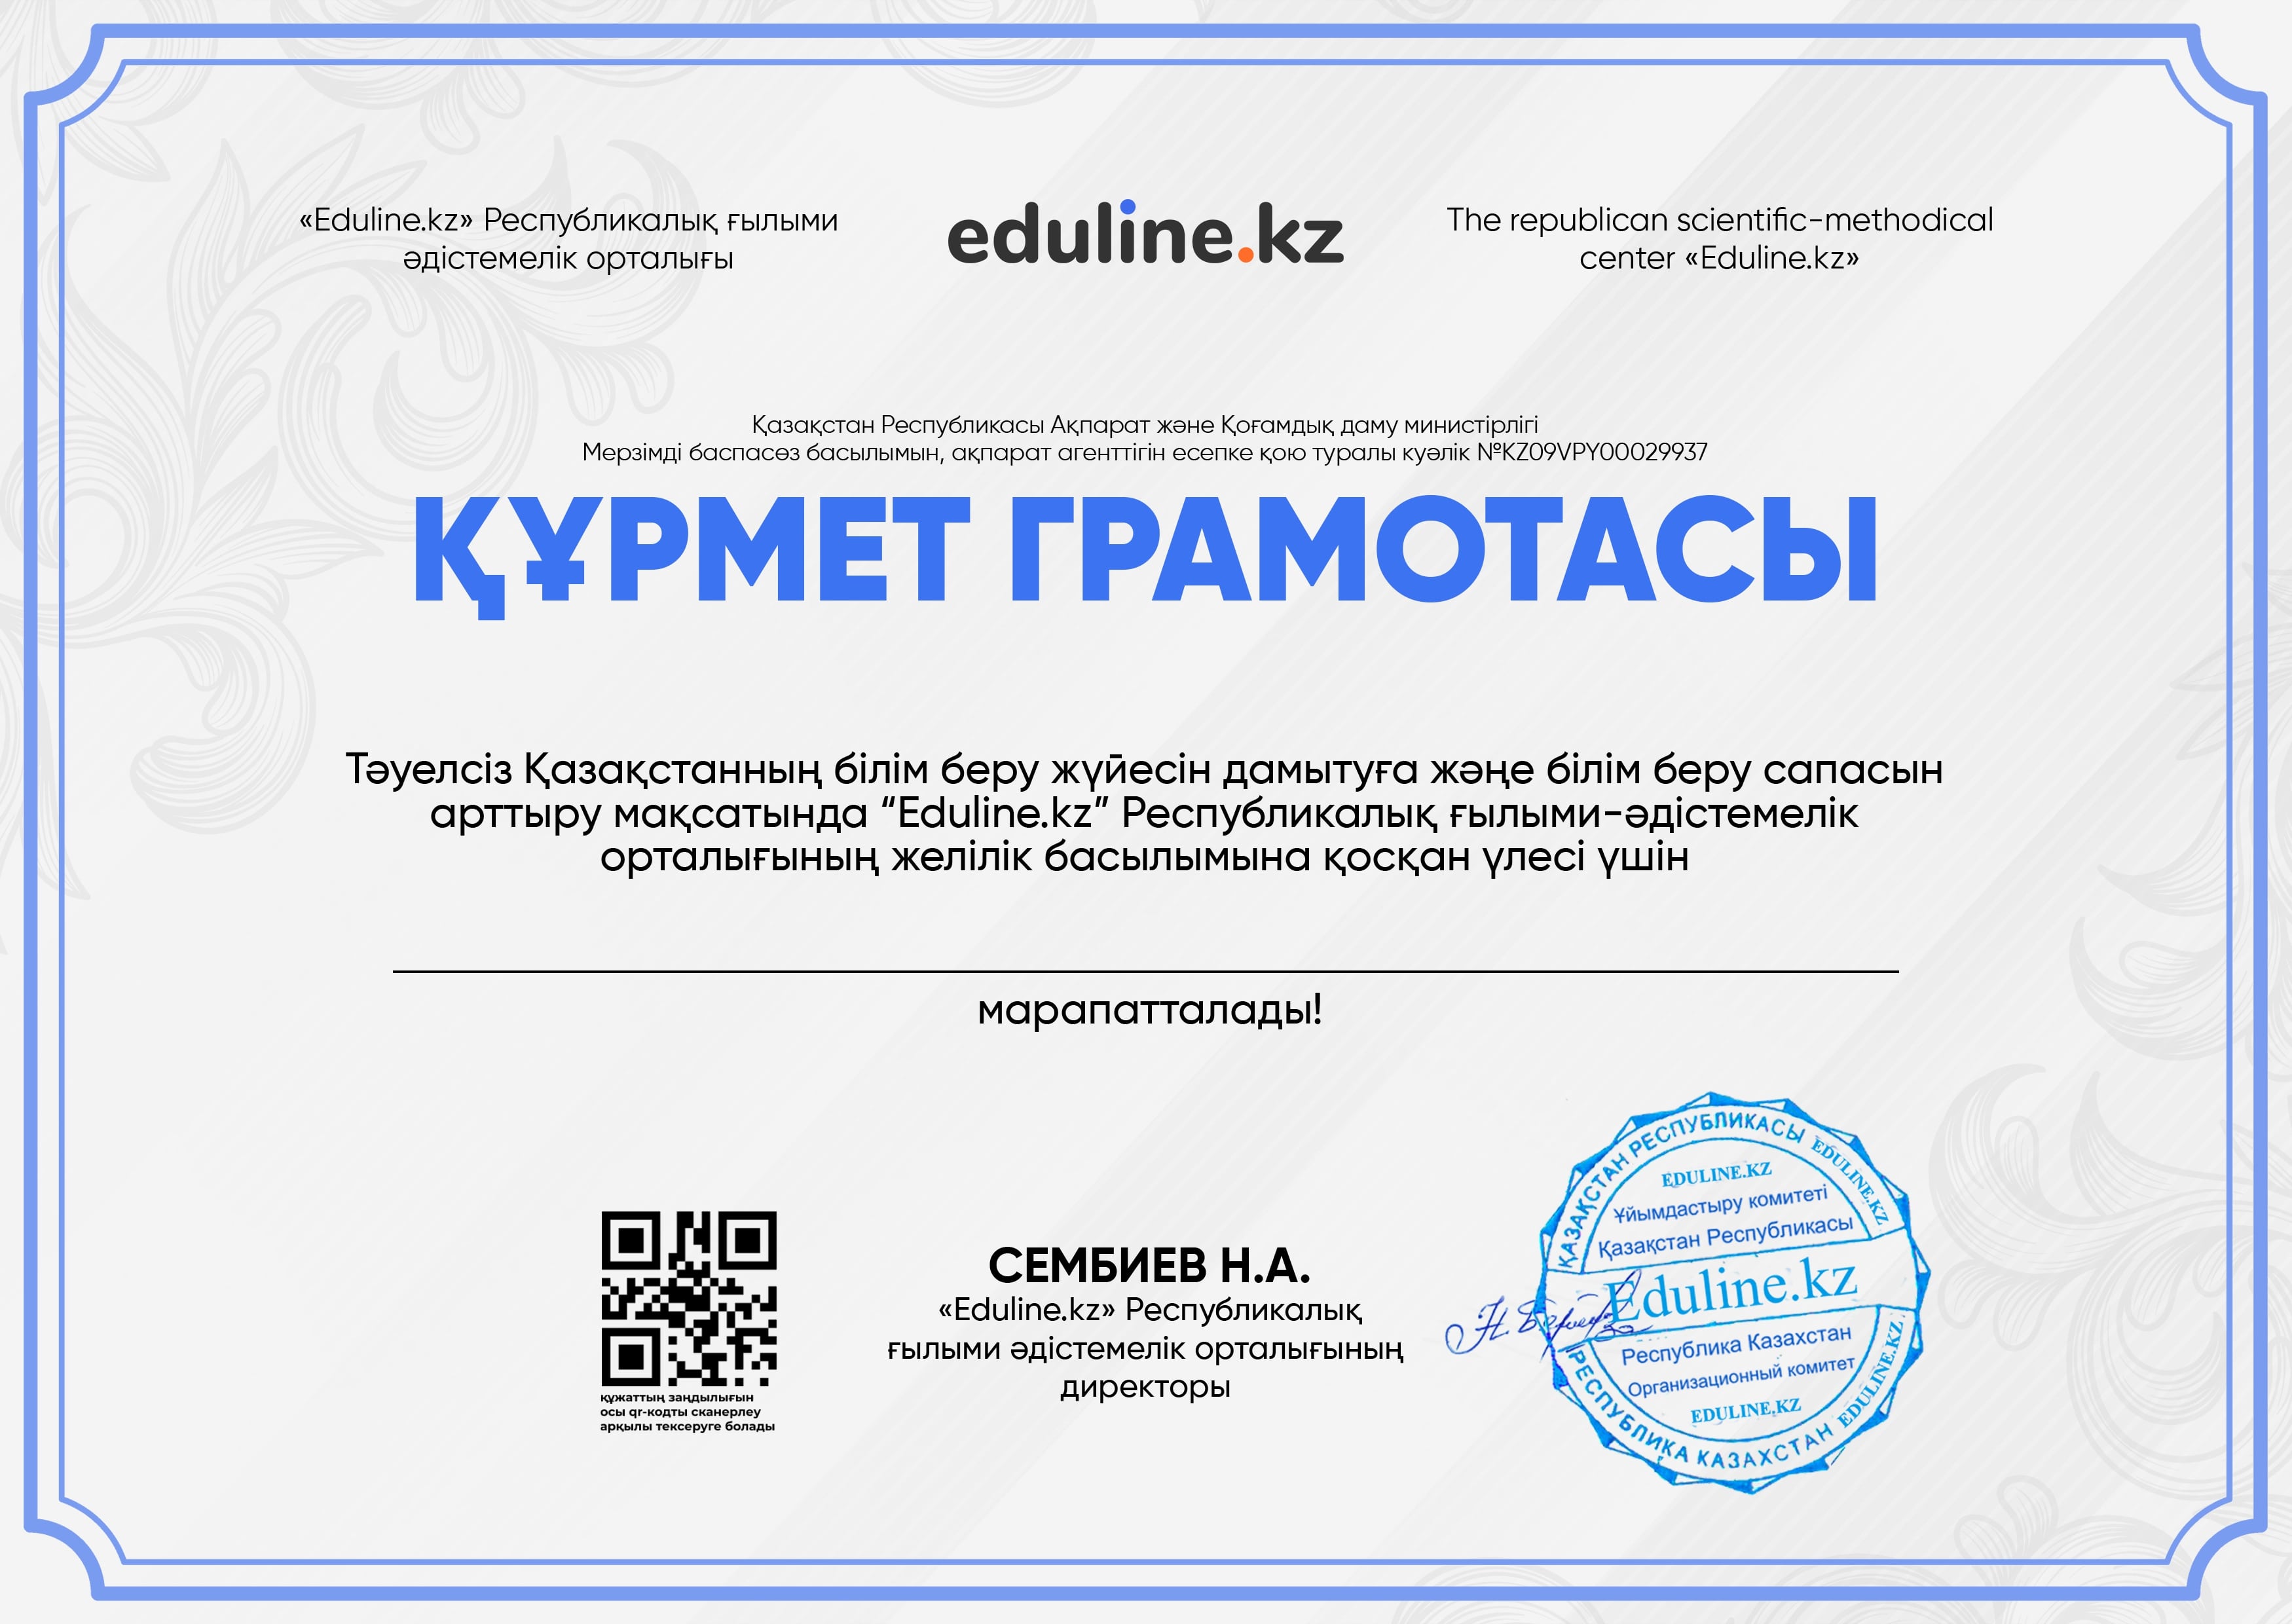 «Eduline.kz» Республикалық ғылыми
әдістемелік орталығы
eduline.kz
The republican scientific-methodical
center «Eduline.kz»
Қазақстан Республикасы Ақпарат және Қоғамдық даму министірлігі
Мерзімді баспасөз басылымын, ақпарат агенттігін есепке қою туралы куәлік №KZ09VPY00029937
ҚҰРМЕТ ГРАМОТАСЫ
Тәуелсіз Қазақстанның білім беру жүйесін дамытуға жәңе білім беру сапасын
арттыру мақсатында “Eduline.kz” Республикалық ғылыми-әдістемелік
орталығының желілік басылымына қосқан үлесі үшін
марапатталады!
құжаттың заңдылығын
осы qr-кодты сканерлеу
арқылы тексеруге болады
СЕМБИЕВ Н.А.
«Eduline.kz» Республикалық
ғылыми әдістемелік орталығының
директоры
ҚАЗАҚСТАН РЕСПУБЛИКАСЫ EDULINE.KZ
EDULINE.KZ
Ұйымдастыру комитеті
Қазақстан Республикасы
Eduline.kz
Республика Казахстан
Организационный комитет
EDULINE.KZ
РЕСПУБЛИКА КАЗАХСТАН EDULINE.KZ